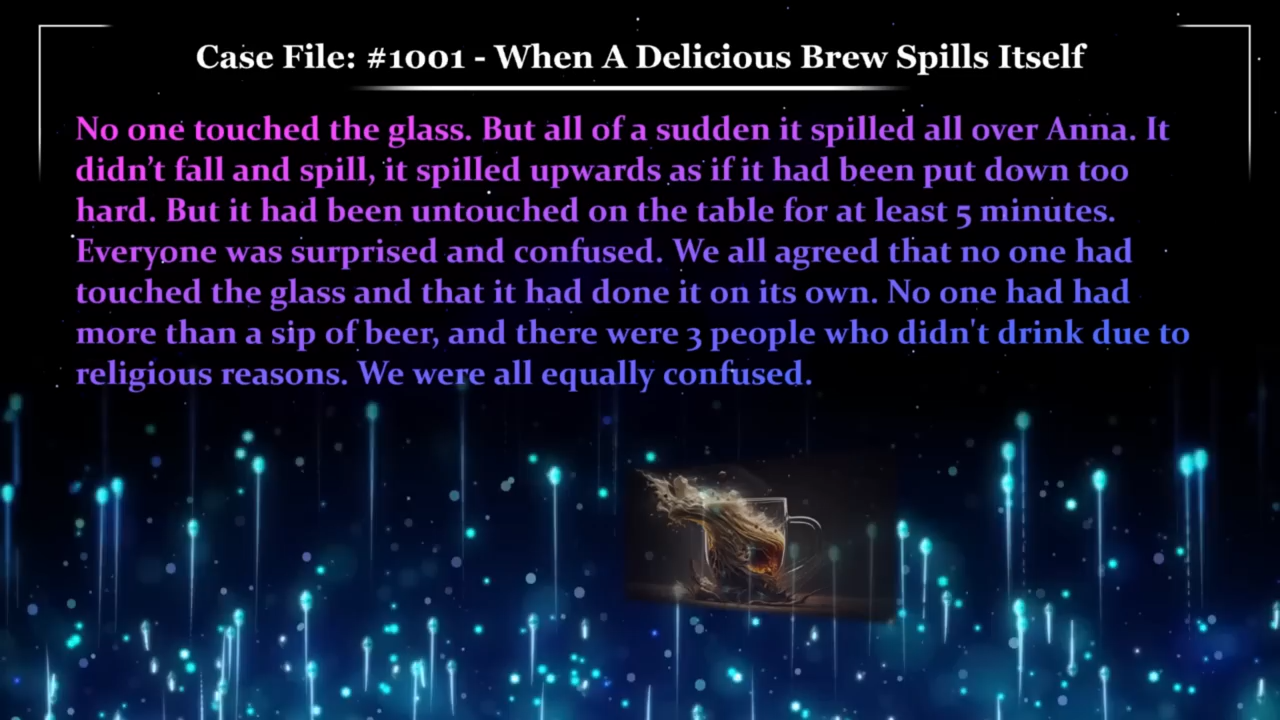 Case File: #1001 - When A Delicious Brew Spills Itself
No one touched the glass. But all of a sudden it spilled all over Anna. It
didn’t fall and spill, it spilled upwards as if it had been put down too
hard. But it had been untouched on the table for at least 5 minutes.
Everyone was surprised and confused. We all agreed that no one had
touched the glass and that it had done it on its own. No one had had
more than a sip of beer, and there were 3 people who didn't drink due to
religious reasons. We were all equally confused.